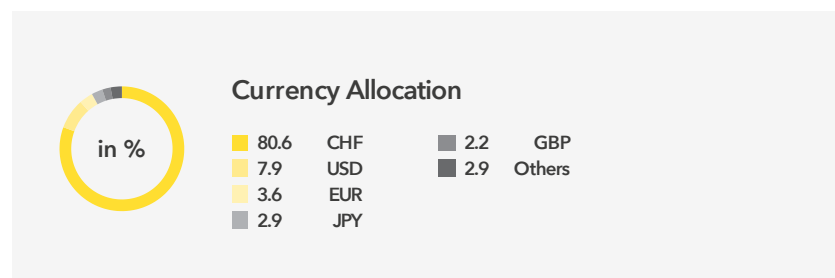 Currency Allocation
in %
80.6 CHF
7.9 USD
3.6 EUR
2.9 JPY
2.2 GBP
2.9 Others